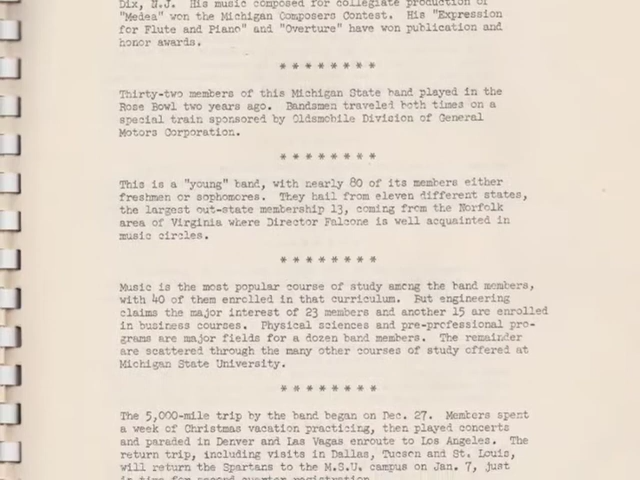 Dix, N.J. His music composed for collegiate production of
"Medea" won the Michigan Composers Contest. His "Expression
for Flute and Piano" and "Overture" have won publication and
honor awards.
* * * * * * * *
Thirty-two members of this Michigan State band played in the
Rose Bowl two years ago. Bandsmen traveled both times on a
special train sponsored by Oldsmobile Division of General
Motors Corporation.
* * * * * * * *
This is a "young" band, with nearly 80 of its members either
freshmen or sophomores. They hail from eleven different states,
the largest out-state membership 13, coming from the Norfolk
area of Virginia where Director Falcone is well acquainted in
music circles.
* * * * * * * *
Music is the most popular course of study among the band members,
with 40 of them enrolled in that curriculum. But engineering
claims the major interest of 23 members and another 15 are enrolled
in business courses. Physical sciences and pre-professional pro-
grams are major fields for a dozen band members. The remainder
are scattered through the many other courses of study offered at
Michigan State University.
* * * * * * * *
The 5,000-mile trip by the band began on Dec. 27. Members spent
a week of Christmas vacation practicing, then played concerts
and paraded in Denver and Las Vagas enroute to Los Angeles. The
return trip, including visits in Dallas, Tucson and St. Louis,
will return the Spartans to the M.S.U. campus on Jan. 7, just
in time for second quarter registration.